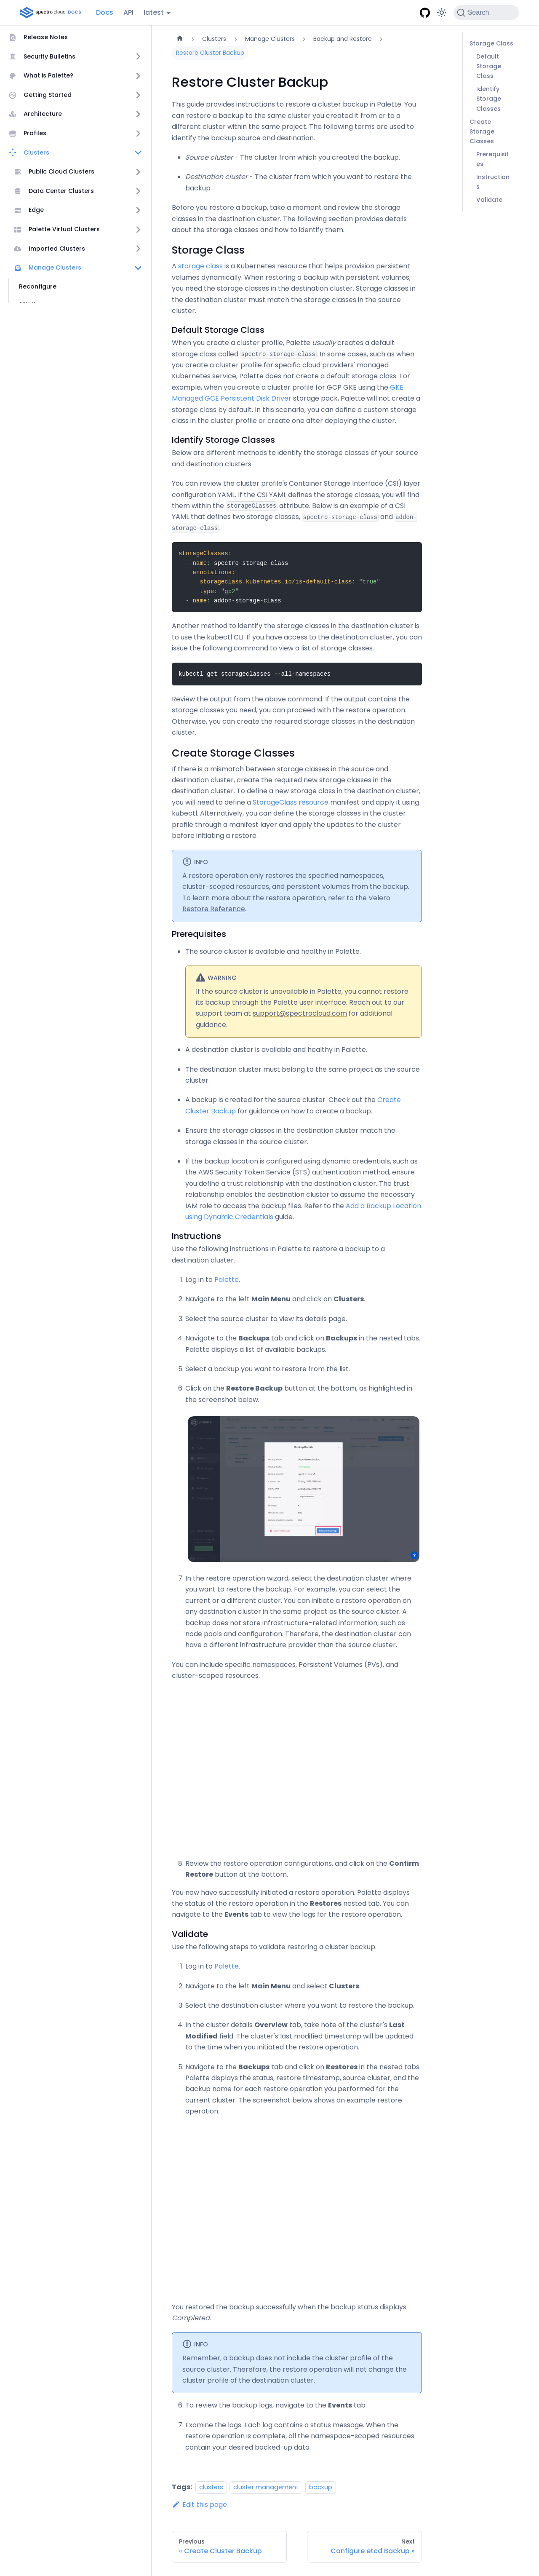 spectro cloud DOCS
Docs
API
latest
Search
Release Notes
Security Bulletins
What is Palette?
Getting Started
Architecture
Profiles
Clusters
Public Cloud Clusters
Data Center Clusters
Edge
Palette Virtual Clusters
Imported Clusters
Manage Clusters
Reconfigure
Clusters
Manage Clusters
Backup and Restore
Restore Cluster Backup
Restore Cluster Backup
This guide provides instructions to restore a cluster backup in Palette. You can
restore a backup to the same cluster you created it from or to a different
cluster within the same project. The following terms are used to
identify the backup source and destination.
Source cluster - The cluster from which you created the backup.
Destination cluster - The cluster from which you want to restore the
backup.
Before you restore a backup, take a moment and review the storage
classes in the destination cluster. The following section provides details
about the storage classes and how to identify them.
Storage Class
A storage class is a Kubernetes resource that helps provision persistent
volumes dynamically. When restoring a backup with persistent volumes,
you need the storage classes in the destination cluster. Storage classes in
the destination cluster must match the storage classes in the source
cluster.
Default Storage Class
When you create a cluster profile, Palette usually creates a default
storage class called spectro-storage-class. In some cases, such as when
you create a cluster profile for specific cloud providers' managed
Kubernetes service, Palette does not create a default storage class. For
example, when you create a cluster profile for GCP GKE using the GKE
Managed GCE Persistent Disk Driver storage pack, Palette will not create a
storage class by default. In this scenario, you can define a custom storage
class in the cluster profile or create one after deploying the cluster.
Identify Storage Classes
Below are different methods to identify the storage classes of your source
and destination clusters.
You can review the cluster profile's Container Storage Interface (CSI) layer
configuration YAML. If the CSI YAML defines the storage classes, you will find
them within the storageClasses attribute. Below is an example of a CSI
YAML that defines two storage classes, spectro-storage-class and addon-
storage-class.
storageClasses:
- name: spectro-storage-class
annotations:
storageclass.kubernetes.io/is-default-class: "true"
type: "gp2"
- name: addon-storage-class
Another method to identify the storage classes in the destination cluster is
to use the kubectl CLI. If you have access to the destination cluster, you can
issue the following command to view a list of storage classes.
kubectl get storageclasses --all-namespaces
Review the output from the above command. If the output contains the
storage classes you need, you can proceed with the restore operation.
Otherwise, you can create the required storage classes in the destination
cluster.
Create Storage Classes
If there is a mismatch between storage classes in the source and
destination cluster, create the required new storage classes in the
destination cluster. To define a new storage class in the destination cluster,
you will need to define a StorageClass resource manifest and apply it using
kubectl. Alternatively, you can define the storage classes in the cluster
profile through a manifest layer and apply the updates to the cluster
before initiating a restore.
INFO
A restore operation only restores the specified namespaces,
cluster-scoped resources, and persistent volumes from the backup.
To learn more about the restore operation, refer to the Velero
Restore Reference.
Prerequisites
The source cluster is available and healthy in Palette.
WARNING
If the source cluster is unavailable in Palette, you cannot restore
its backup through the Palette user interface. Reach out to our
support team at support@spectrocloud.com for additional
guidance.
A destination cluster is available and healthy in Palette.
The destination cluster must belong to the same project as the source
cluster.
A backup is created for the source cluster. Check out the Create
Cluster Backup for guidance on how to create a backup.
Ensure the storage classes in the destination cluster match the
storage classes in the source cluster.
If the backup location is configured using dynamic credentials, such as
the AWS Security Token Service (STS) authentication method, ensure
you define a trust relationship with the destination cluster. The trust
relationship enables the destination cluster to assume the necessary
IAM role to access the backup files. Refer to the Add a Backup Location
using Dynamic Credentials guide.
Instructions
Use the following instructions in Palette to restore a backup to a
destination cluster.
1. Log in to Palette.
2. Navigate to the left Main Menu and click on Clusters.
3. Select the source cluster to view its details page.
4. Navigate to the Backups tab and click on Backups in the nested tabs.
Palette displays a list of available backups.
5. Select a backup you want to restore from the list.
6. Click on the Restore Backup button at the bottom, as highlighted in
the screenshot below.
7. In the restore operation wizard, select the destination cluster where
you want to restore the backup. For example, you can select the
current or a different cluster. You can initiate a restore operation on
any destination cluster in the same project as the source cluster. A
backup does not store infrastructure-related information, such as
node pools and configuration. Therefore, the destination cluster can
have a different infrastructure provider than the source cluster.
You can include specific namespaces, Persistent Volumes (PVs), and
cluster-scoped resources.
8. Review the restore operation configurations, and click on the Confirm
Restore button at the bottom.
You now have successfully initiated a restore operation. Palette displays
the status of the restore operation in the Restores nested tab. You can
navigate to the Events tab to view the logs for the restore operation.
Validate
Use the following steps to validate restoring a cluster backup.
1. Log in to Palette.
2. Navigate to the left Main Menu and select Clusters.
3. Select the destination cluster where you want to restore the backup.
4. In the cluster details Overview tab, take note of the cluster's Last
Modified field. The cluster's last modified timestamp will be updated
to the time when you initiated the restore operation.
5. Navigate to the Backups tab and click on Restores in the nested tabs.
Palette displays the status, restore timestamp, source cluster, and the
backup name for each restore operation you performed for the
current cluster. The screenshot below shows an example restore
operation.
You restored the backup successfully when the backup status displays
Completed.
INFO
Remember, a backup does not include the cluster profile of the
source cluster. Therefore, the restore operation will not change the
cluster profile of the destination cluster.
6. To review the backup logs, navigate to the Events tab.
7. Examine the logs. Each log contains a status message. When the
restore operation is complete, all the namespace-scoped resources
contain your desired backed-up data.
Tags: clusters cluster management backup
Edit this page
Previous
« Create Cluster Backup
Next
Configure etcd Backup »
Storage Class
Default
Storage
Class
Identify
Storage
Classes
Create
Storage
Classes
Prerequisit
es
Instruction
s
Validate